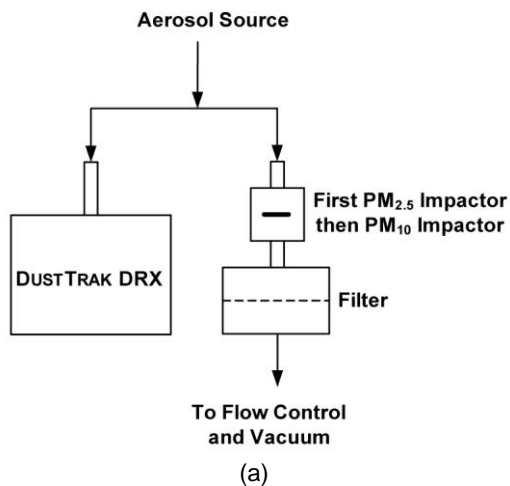 Aerosol Source
First PM2.5 Impactor
then PM10 Impactor
DUSTTRAK DRX
Filter
To Flow Control
and Vacuum
(a)